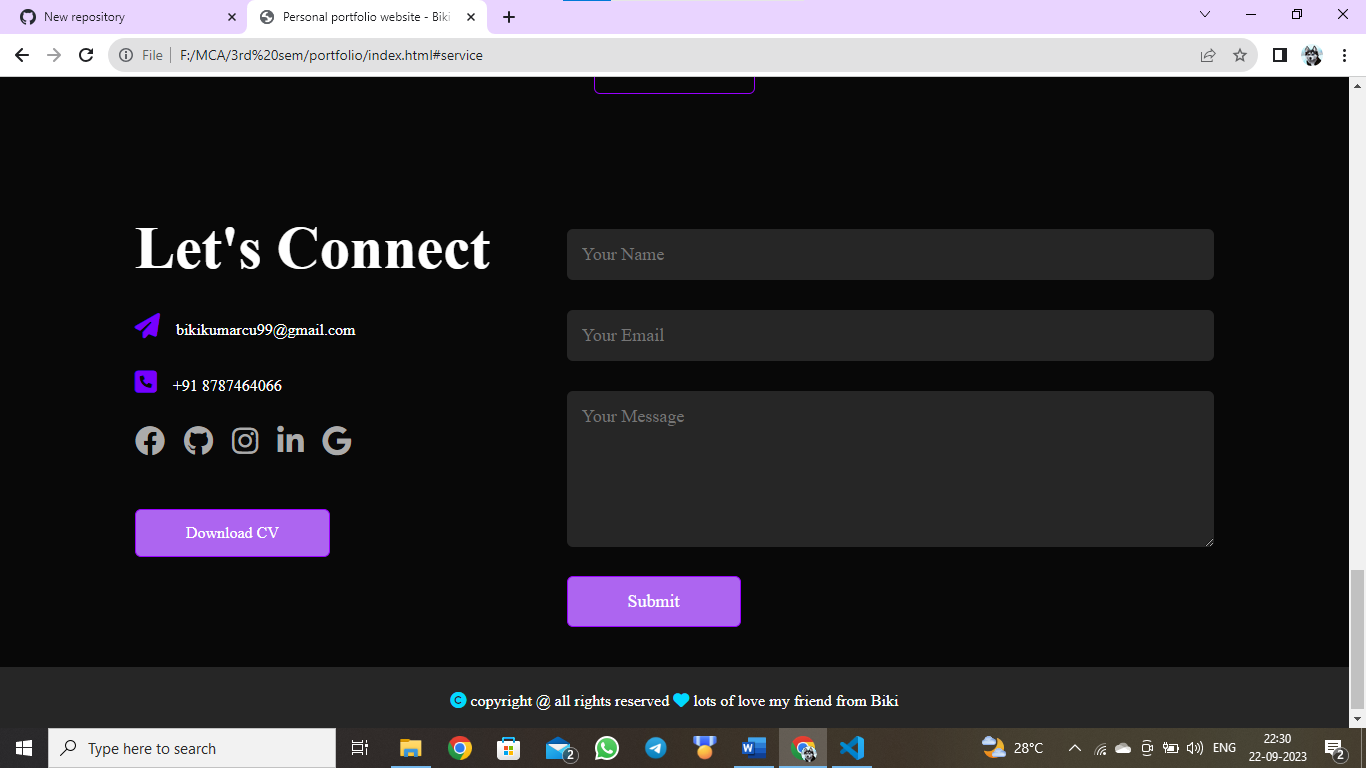 New repository
Personal portfolio website - Biki
File
F:/MCA/3rd%20sem/portfolio/index.html#service
Let's Connect
bikikumarcu99@gmail.com
+91 8787464066
Download CV
Your Name
Your Email
Your Message
Submit
copyright @ all rights reserved lots of love my friend from Biki
Type here to search
2
28°C
ENG
22:30
22-09-2023
2